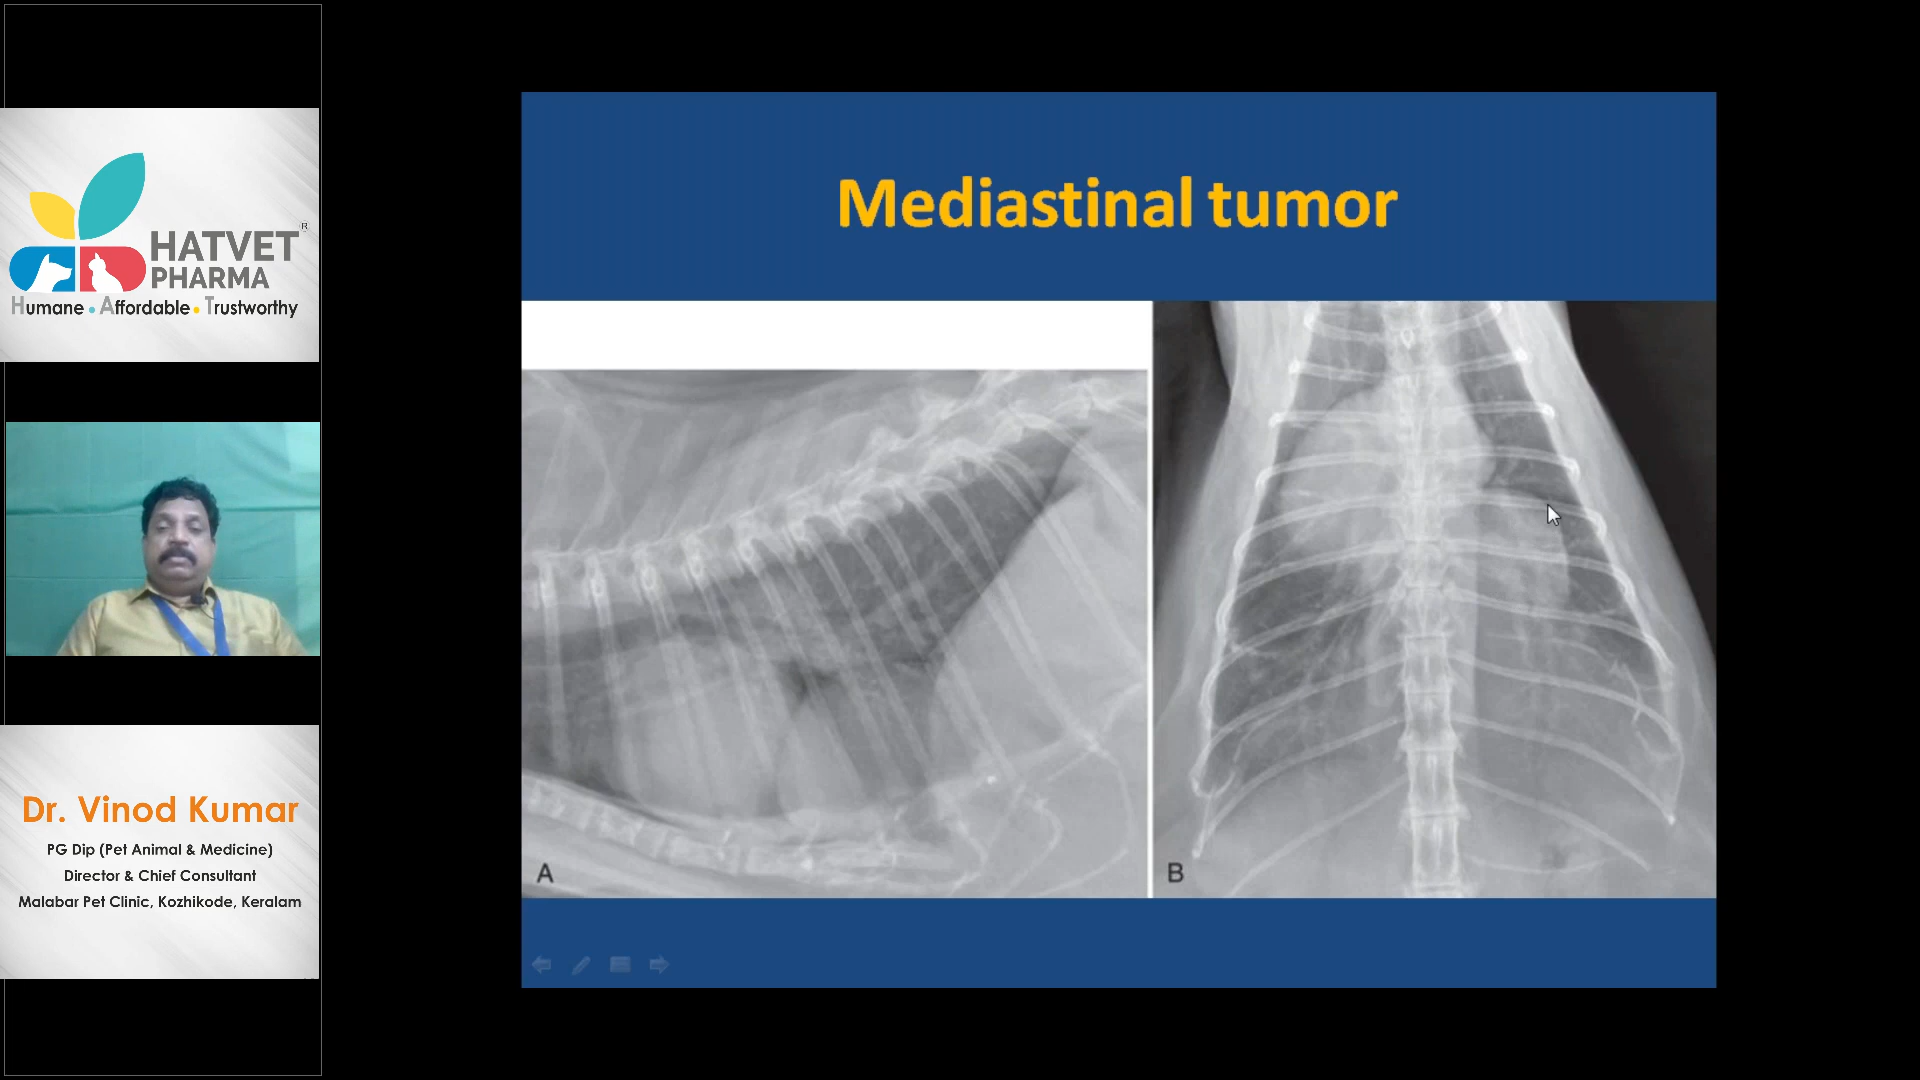 HATVET®
PHARMA
Humane • Affordable • Trustworthy
Dr. Vinod Kumar
PG Dip (Pet Animal & Medicine)
Director & Chief Consultant
Malabar Pet Clinic, Kozhikode, Keralam
Mediastinal tumor
A
B